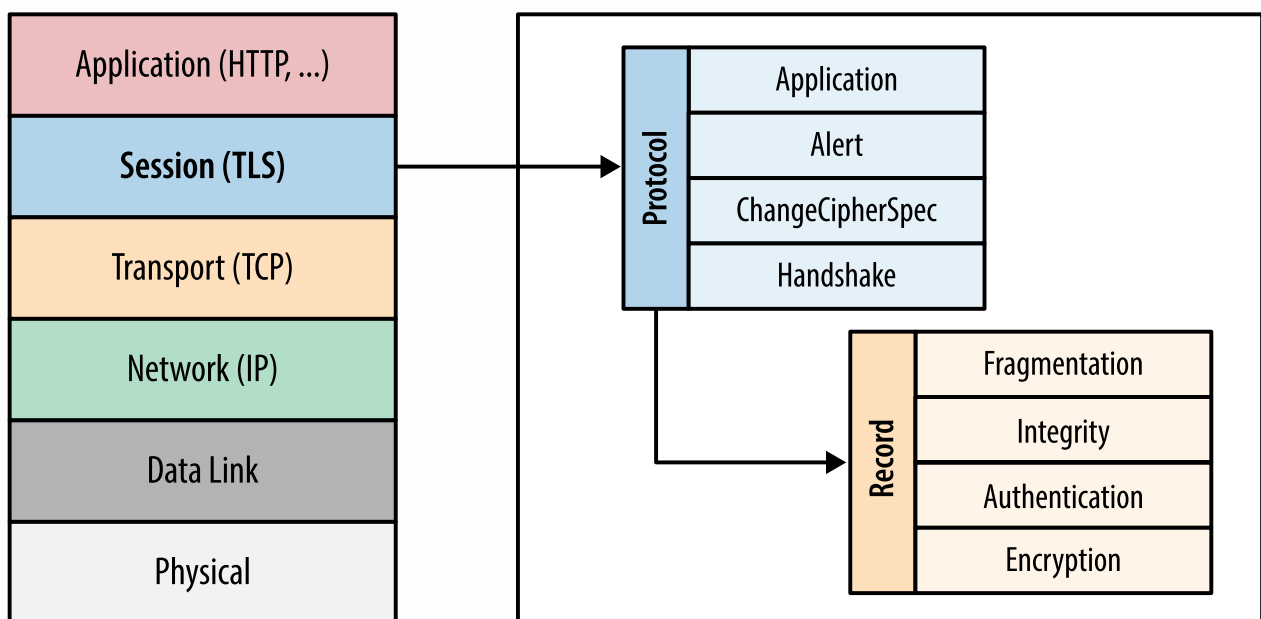 Application (HTTP, ...)
Session (TLS)
Transport (TCP)
Network (IP)
Data Link
Physical
Protocol
Application
Alert
ChangeCipherSpec
Handshake
Record
Fragmentation
Integrity
Authentication
Encryption